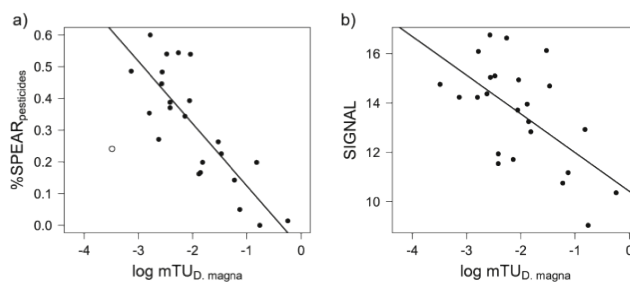 a)
%SPEARpesticides
0.6
0.5
0.4
0.3
0.2
0.1
0.0
-4 -3 -2 -1 0
log mTUD. magna
b)
SIGNAL
16
14
12
10
-4 -3 -2 -1 0
log mTUD. magna